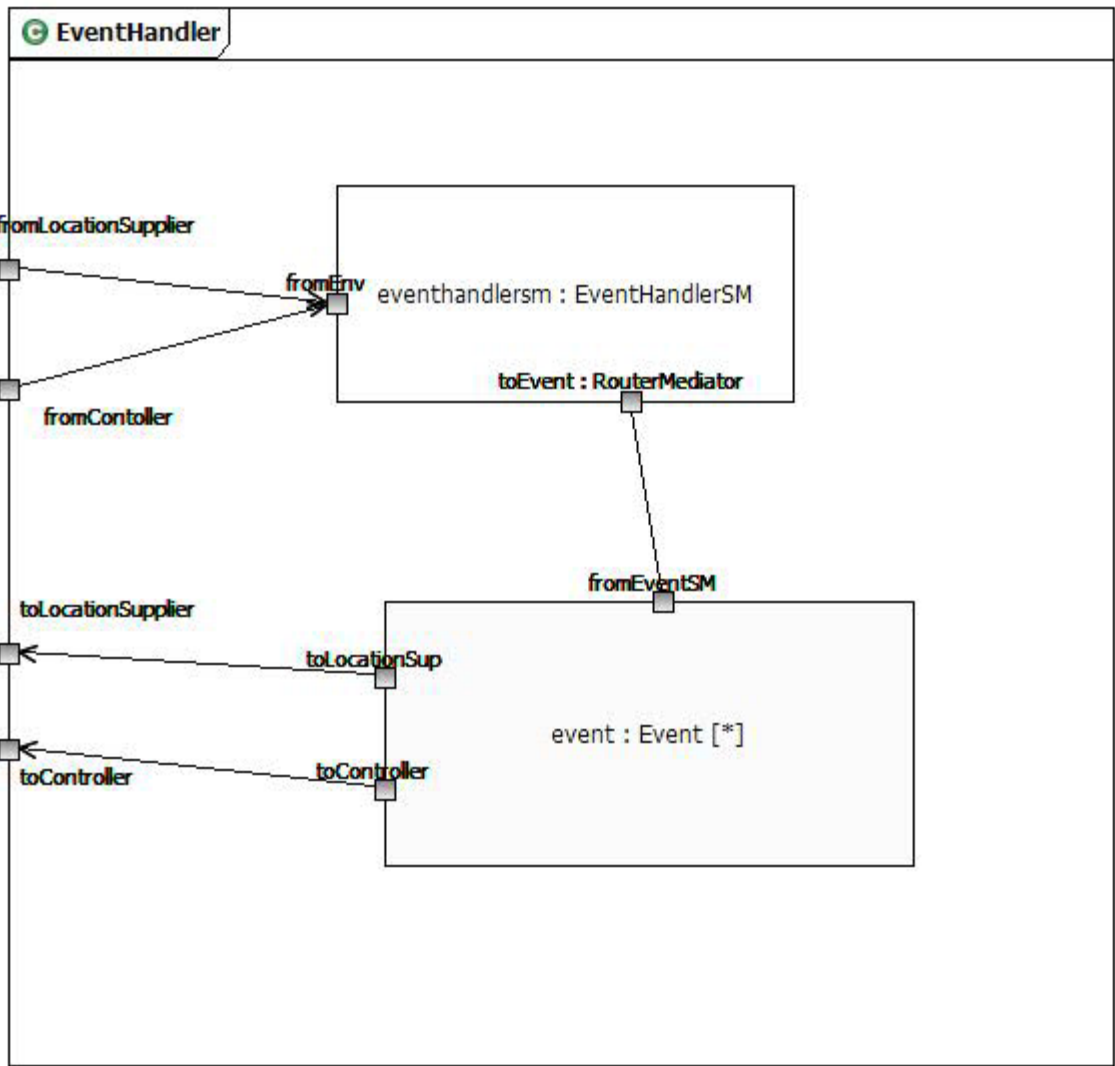 EventHandler
fromLocationSupplier
fromEnv
eventhandlersm : EventHandlerSM
toEvent : RouterMediator
fromContoller
fromEventSM
toLocationSupplier
toLocationSup
event : Event [*]
toController
toController